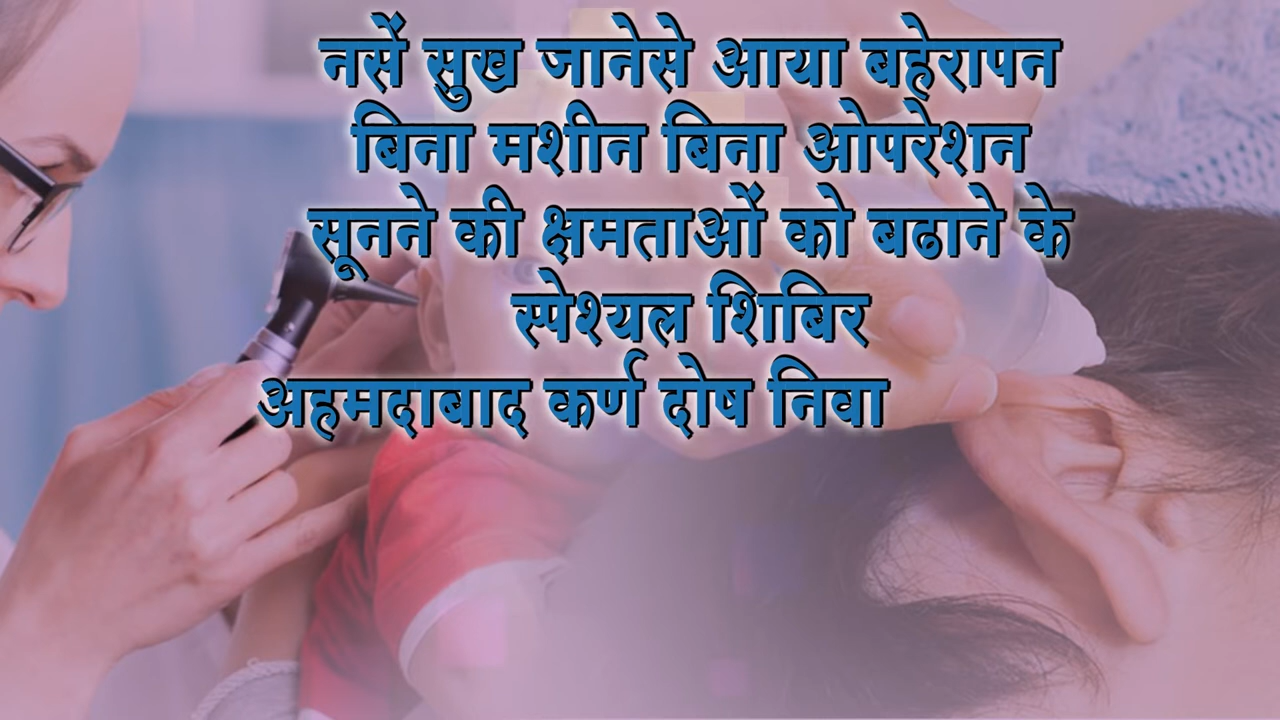 नसें सुख जानेसे आया बहेरापन
बिना मशीन बिना ओपरेशन
सूनने की क्षमताओं को बढाने के
स्पेश्यल शिबिर
अहमदाबाद कर्ण दोष निवा